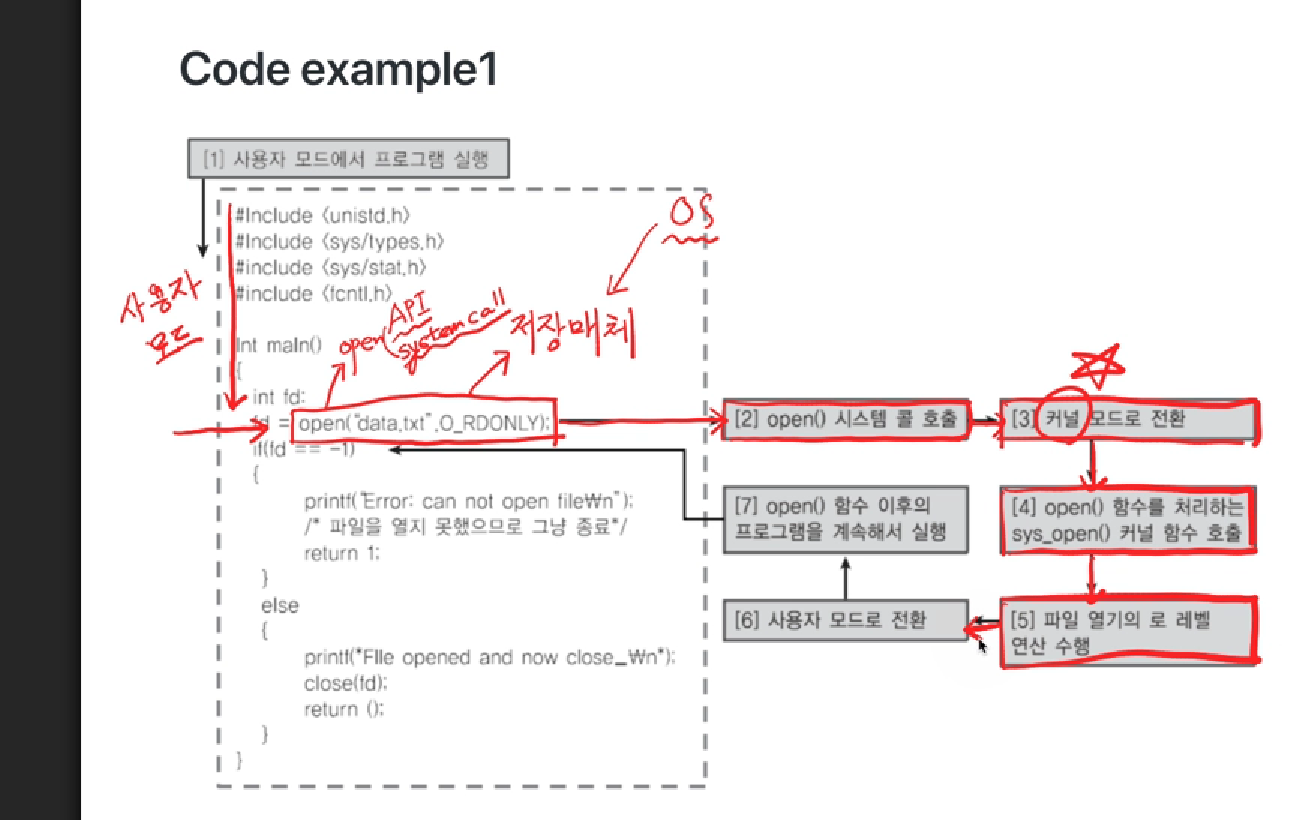 Code example1
[1] 사용자 모드에서 프로그램 실행
#Include <unistd.h>
#Include <sys/types.h>
#include <sys/stat.h>
#include <fcntl.h>
OS
사용자
모드
API
open(system call
저장매체
Int maIn()
{
int fd;
fd = open("data.txt",O_RDONLY);
if(fd == -1)
{
printf("Error: can not open file₩n");
/* 파일을 열지 못했으므로 그냥 종료*/
return 1;
}
else
{
printf("FIle opened and now close_₩n");
close(fd);
return ();
}
}
[2] open() 시스템 콜 호출
[3] 커널 모드로 전환
[4] open() 함수를 처리하는
sys_open() 커널 함수 호출
[5] 파일 열기의 로 레벨
연산 수행
[6] 사용자 모드로 전환
[7] open() 함수 이후의
프로그램을 계속해서 실행